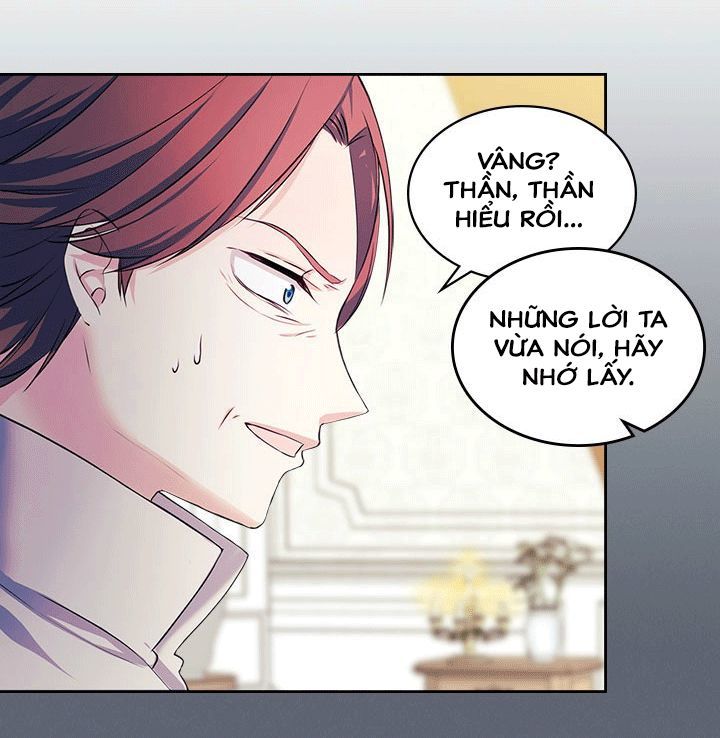 VÂNG?
THẦN, THẦN
HIỂU RỒI...
NHỮNG LỜI TA
VỪA NÓI, HÃY
NHỚ LẤY.